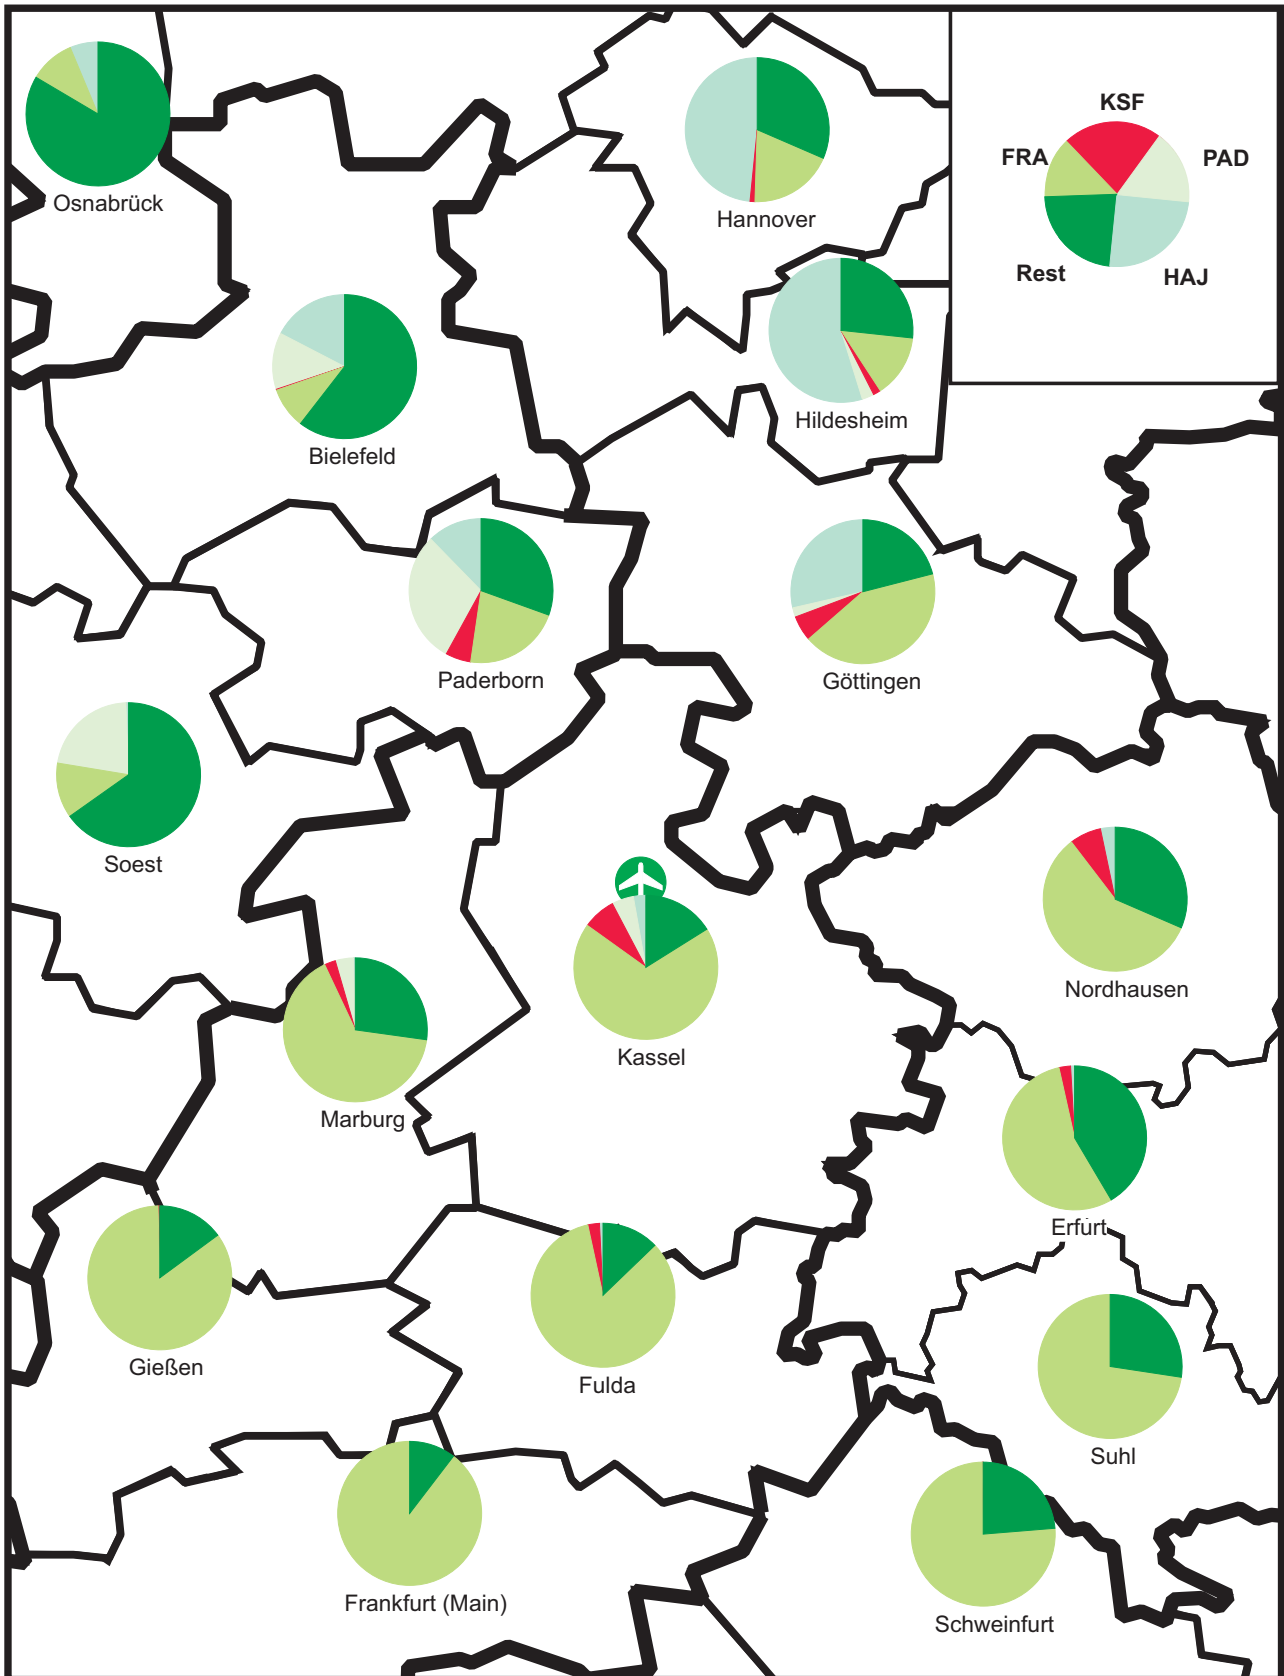 KSF
FRA
PAD
Rest
HAJ
Osnabrück
Hannover
Hildesheim
Bielefeld
Paderborn
Göttingen
Soest
Nordhausen
Kassel
Marburg
Erfurt
Gießen
Fulda
Suhl
Frankfurt (Main)
Schweinfurt